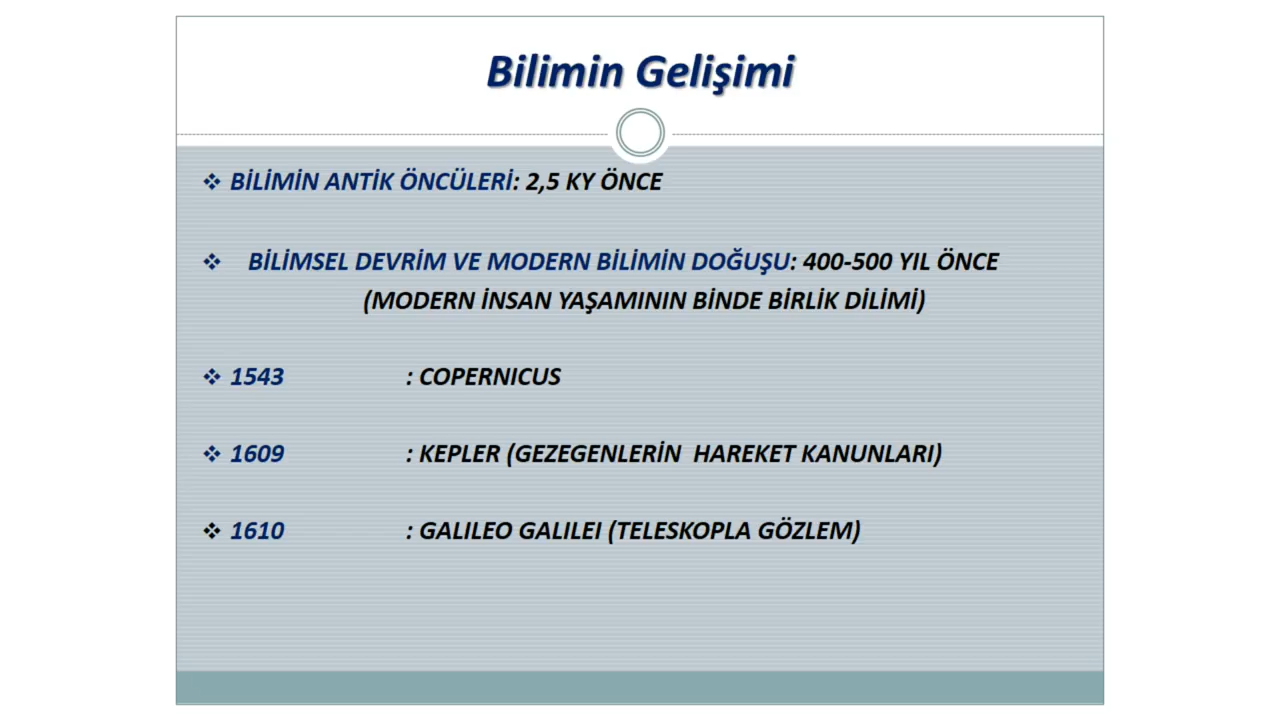 Bilimin Gelişimi
❖ BİLİMİN ANTİK ÖNCÜLERİ: 2,5 KY ÖNCE
❖ BİLİMSEL DEVRİM VE MODERN BİLİMİN DOĞUŞU: 400-500 YIL ÖNCE
(MODERN İNSAN YAŞAMININ BİNDE BİRLİK DİLİMİ)
❖ 1543 : COPERNICUS
❖ 1609 : KEPLER (GEZEGENLERİN HAREKET KANUNLARI)
❖ 1610 : GALILEO GALILEI (TELESKOPLA GÖZLEM)